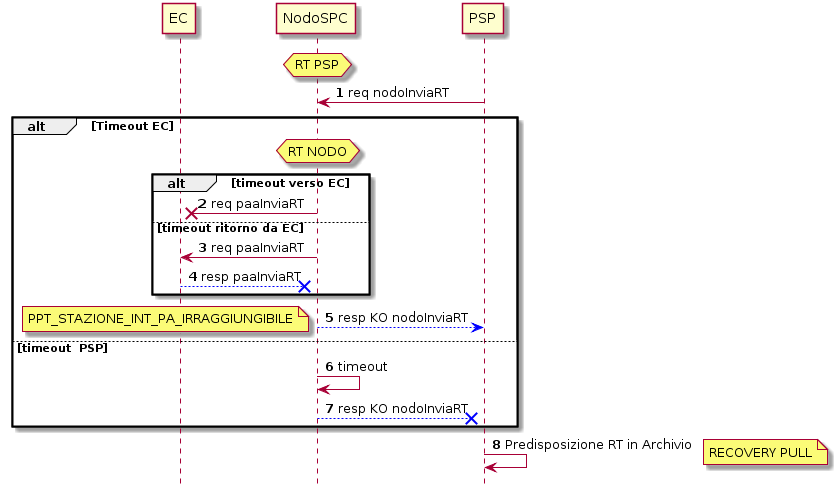 EC
NodoSPC
PSP
RT PSP
1 req nodoInviaRT
alt [Timeout EC]
RT NODO
alt [timeout verso EC]
2 req paaInviaRT
[timeout ritorno da EC]
3 req paaInviaRT
4 resp paaInviaRT
PPT_STAZIONE_INT_PA_IRRAGGIUNGIBILE
5 resp KO nodoInviaRT
[timeout  PSP]
6 timeout
7 resp KO nodoInviaRT
8 Predisposizione RT in Archivio
RECOVERY PULL